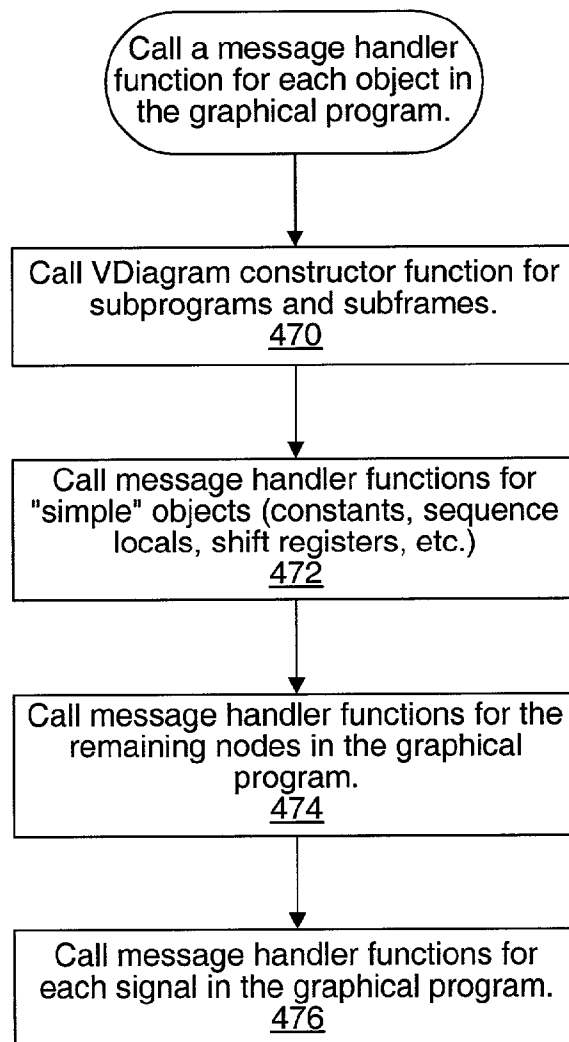 Call a message handler
function for each object in
the graphical program.
Call VDiagram constructor function for
subprograms and subframes.
470
Call message handler functions for
"simple" objects (constants, sequence
locals, shift registers, etc.)
472
Call message handler functions for the
remaining nodes in the graphical
program.
474
Call message handler functions for
each signal in the graphical program.
476